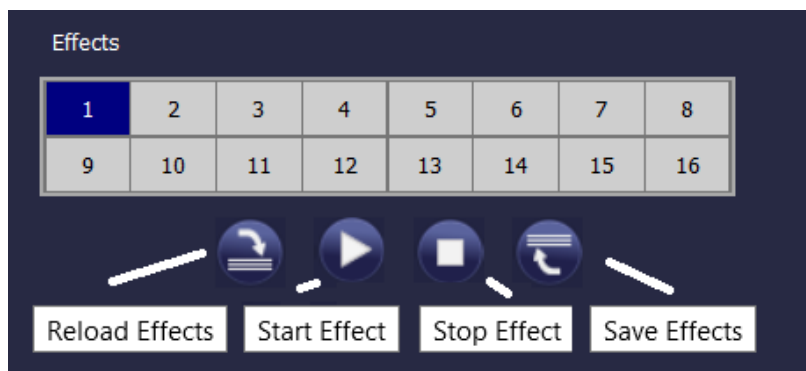 Effects
1 2 3 4 5 6 7 8
9 10 11 12 13 14 15 16
Reload Effects Start Effect Stop Effect Save Effects